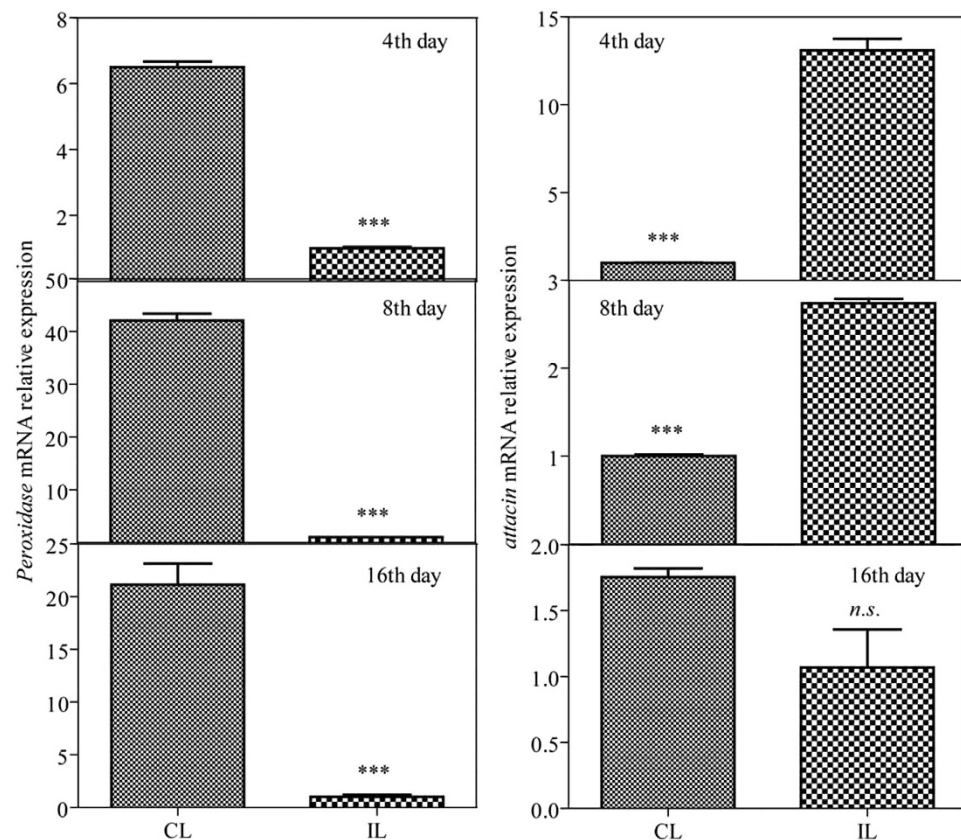 Peroxidase mRNA relative expression
8
6
4
2
4th day
***
50
40
30
20
10
8th day
***
25
20
15
10
5
0
16th day
***
CL
IL
attacin mRNA relative expression
15
10
5
4th day
***
3
2
1
8th day
***
2.0
1.5
1.0
0.5
0.0
16th day
n.s.
CL
IL